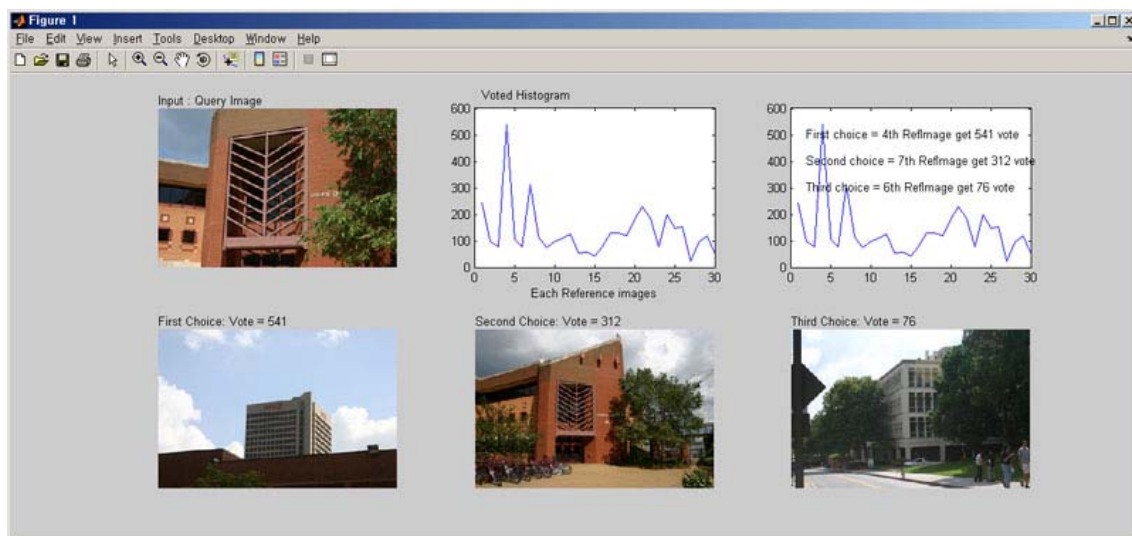 Figure 1
File Edit View Insert Tools Desktop Window Help
Input : Query Image
Voted Histogram
600
500
400
300
200
100
0
0 5 10 15 20 25 30
Each Reference images
600
500
400
300
200
100
0
0 5 10 15 20 25 30
First choice = 4th RefImage get 541 vote
Second choice = 7th RefImage get 312 vote
Third choice = 6th RefImage get 76 vote
First Choice: Vote = 541
Second Choice: Vote = 312
Third Choice: Vote = 76